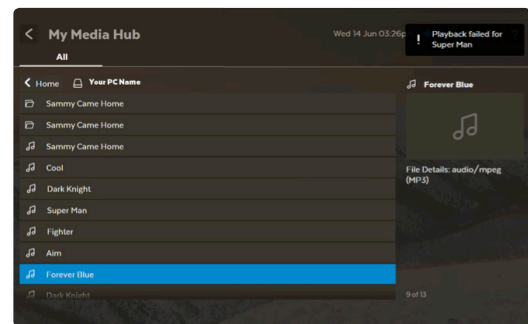 My Media Hub
Wed 14 Jun 03:26p
Playback failed for
Super Man
All
Home
Your PC Name
Sammy Came Home
Sammy Came Home
Sammy Came Home
Cool
Dark Knight
Super Man
Fighter
Aim
Forever Blue
Dark Knight
Forever Blue
File Details: audio/mpeg
(MP3)
9 of 13